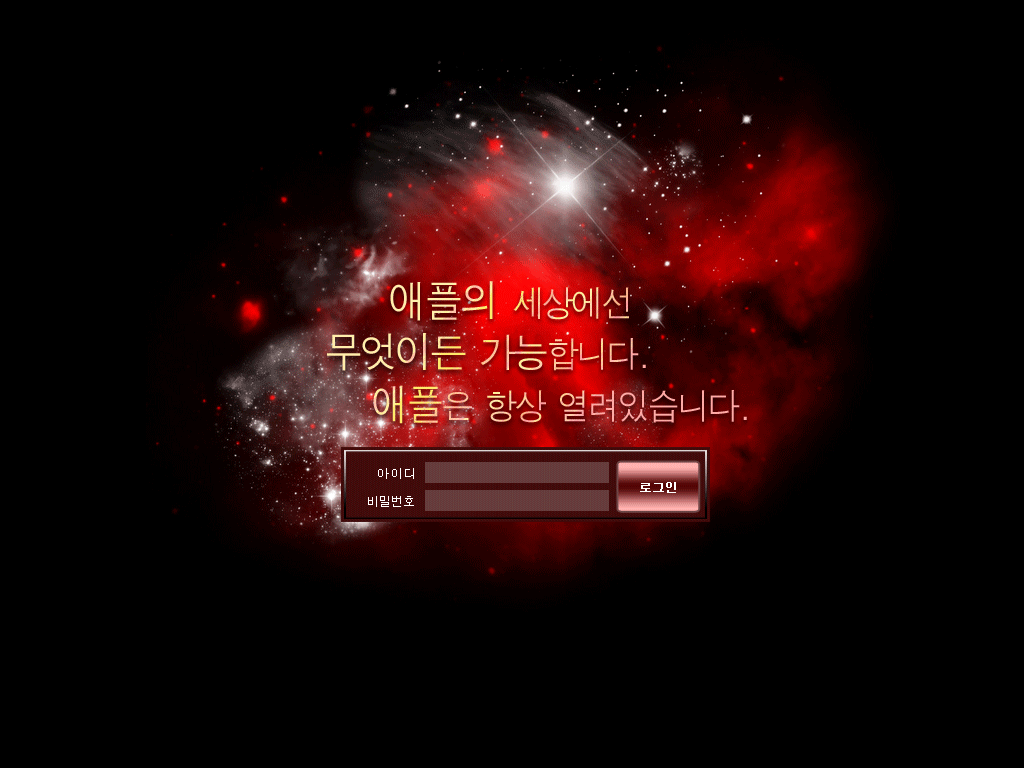 애플의 세상에선
무엇이든 가능합니다.
애플은 항상 열려있습니다.
아이디
비밀번호
로그인